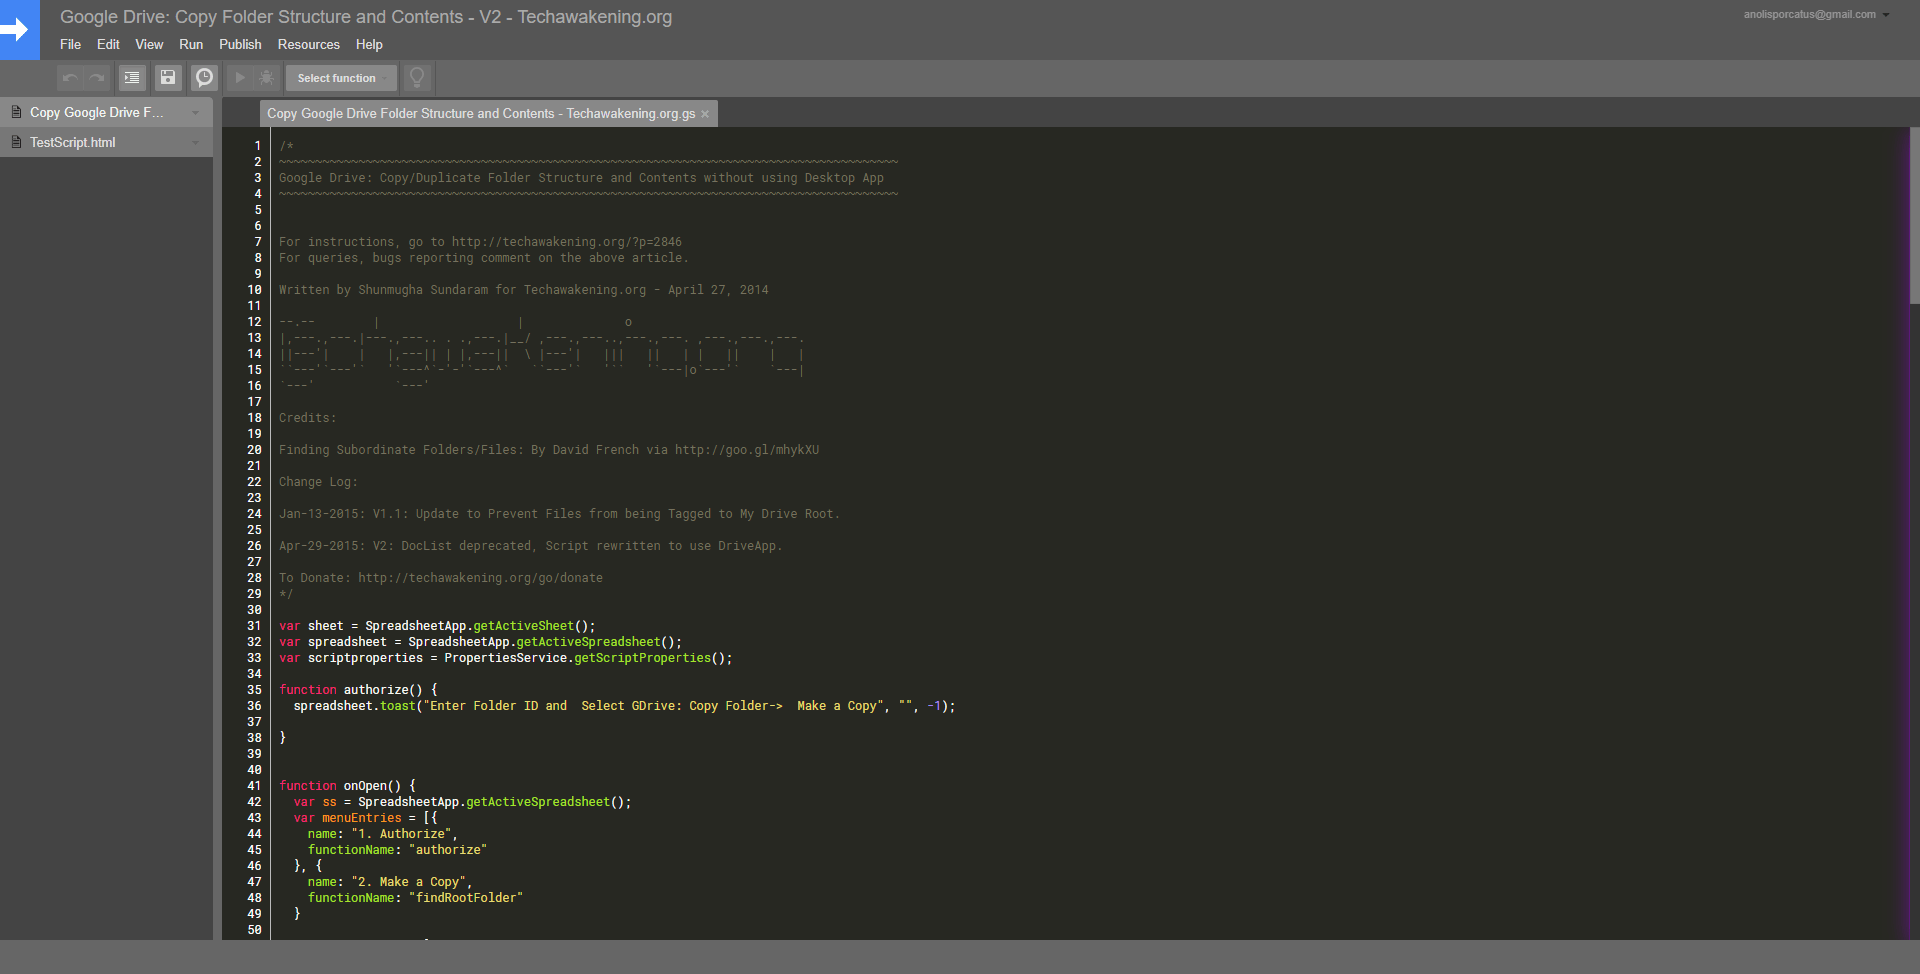 Google Drive: Copy Folder Structure and Contents - V2 - Techawakening.org
anolisporcatus@gmail.com
File Edit View Run Publish Resources Help
Select function
Copy Google Drive F...
TestScript.html
Copy Google Drive Folder Structure and Contents - Techawakening.org.gs ×
1 /*
2 ~~~~~~~~~~~~~~~~~~~~~~~~~~~~~~~~~~~~~~~~~~~~~~~~~~~~~~~~~~~~~~~~~~~~~~~~~~~~~~~~~~~~~~
3 Google Drive: Copy/Duplicate Folder Structure and Contents without using Desktop App
4 ~~~~~~~~~~~~~~~~~~~~~~~~~~~~~~~~~~~~~~~~~~~~~~~~~~~~~~~~~~~~~~~~~~~~~~~~~~~~~~~~~~~~~~
5
6
7 For instructions, go to http://techawakening.org/?p=2846
8 For queries, bugs reporting comment on the above article.
9
10 Written by Shunmugha Sundaram for Techawakening.org - April 27, 2014
11
12 --.--        |                   |              o
13 |,---.,---.|---.,---.. . .,---.|__/ ,---.,---..,---.,---. ,---.,---.,---.
14 ||---'|    |   |,---|| | |,---||  \ |---'|   |||   ||   | |   ||    |   |
15 ``---'`---'`   '`---^`-'-'`---^`   ``---'`   '``   '`---|o`---'`    `---|
16 `---'            `---'
17
18 Credits:
19
20 Finding Subordinate Folders/Files: By David French via http://goo.gl/mhykXU
21
22 Change Log:
23
24 Jan-13-2015: V1.1: Update to Prevent Files from being Tagged to My Drive Root.
25
26 Apr-29-2015: V2: DocList deprecated, Script rewritten to use DriveApp.
27
28 To Donate: http://techawakening.org/go/donate
29 */
30
31 var sheet = SpreadsheetApp.getActiveSheet();
32 var spreadsheet = SpreadsheetApp.getActiveSpreadsheet();
33 var scriptproperties = PropertiesService.getScriptProperties();
34
35 function authorize() {
36   spreadsheet.toast("Enter Folder ID and  Select GDrive: Copy Folder->  Make a Copy", "", -1);
37
38 }
39
40
41 function onOpen() {
42   var ss = SpreadsheetApp.getActiveSpreadsheet();
43   var menuEntries = [{
44     name: "1. Authorize",
45     functionName: "authorize"
46   }, {
47     name: "2. Make a Copy",
48     functionName: "findRootFolder"
49   }
50